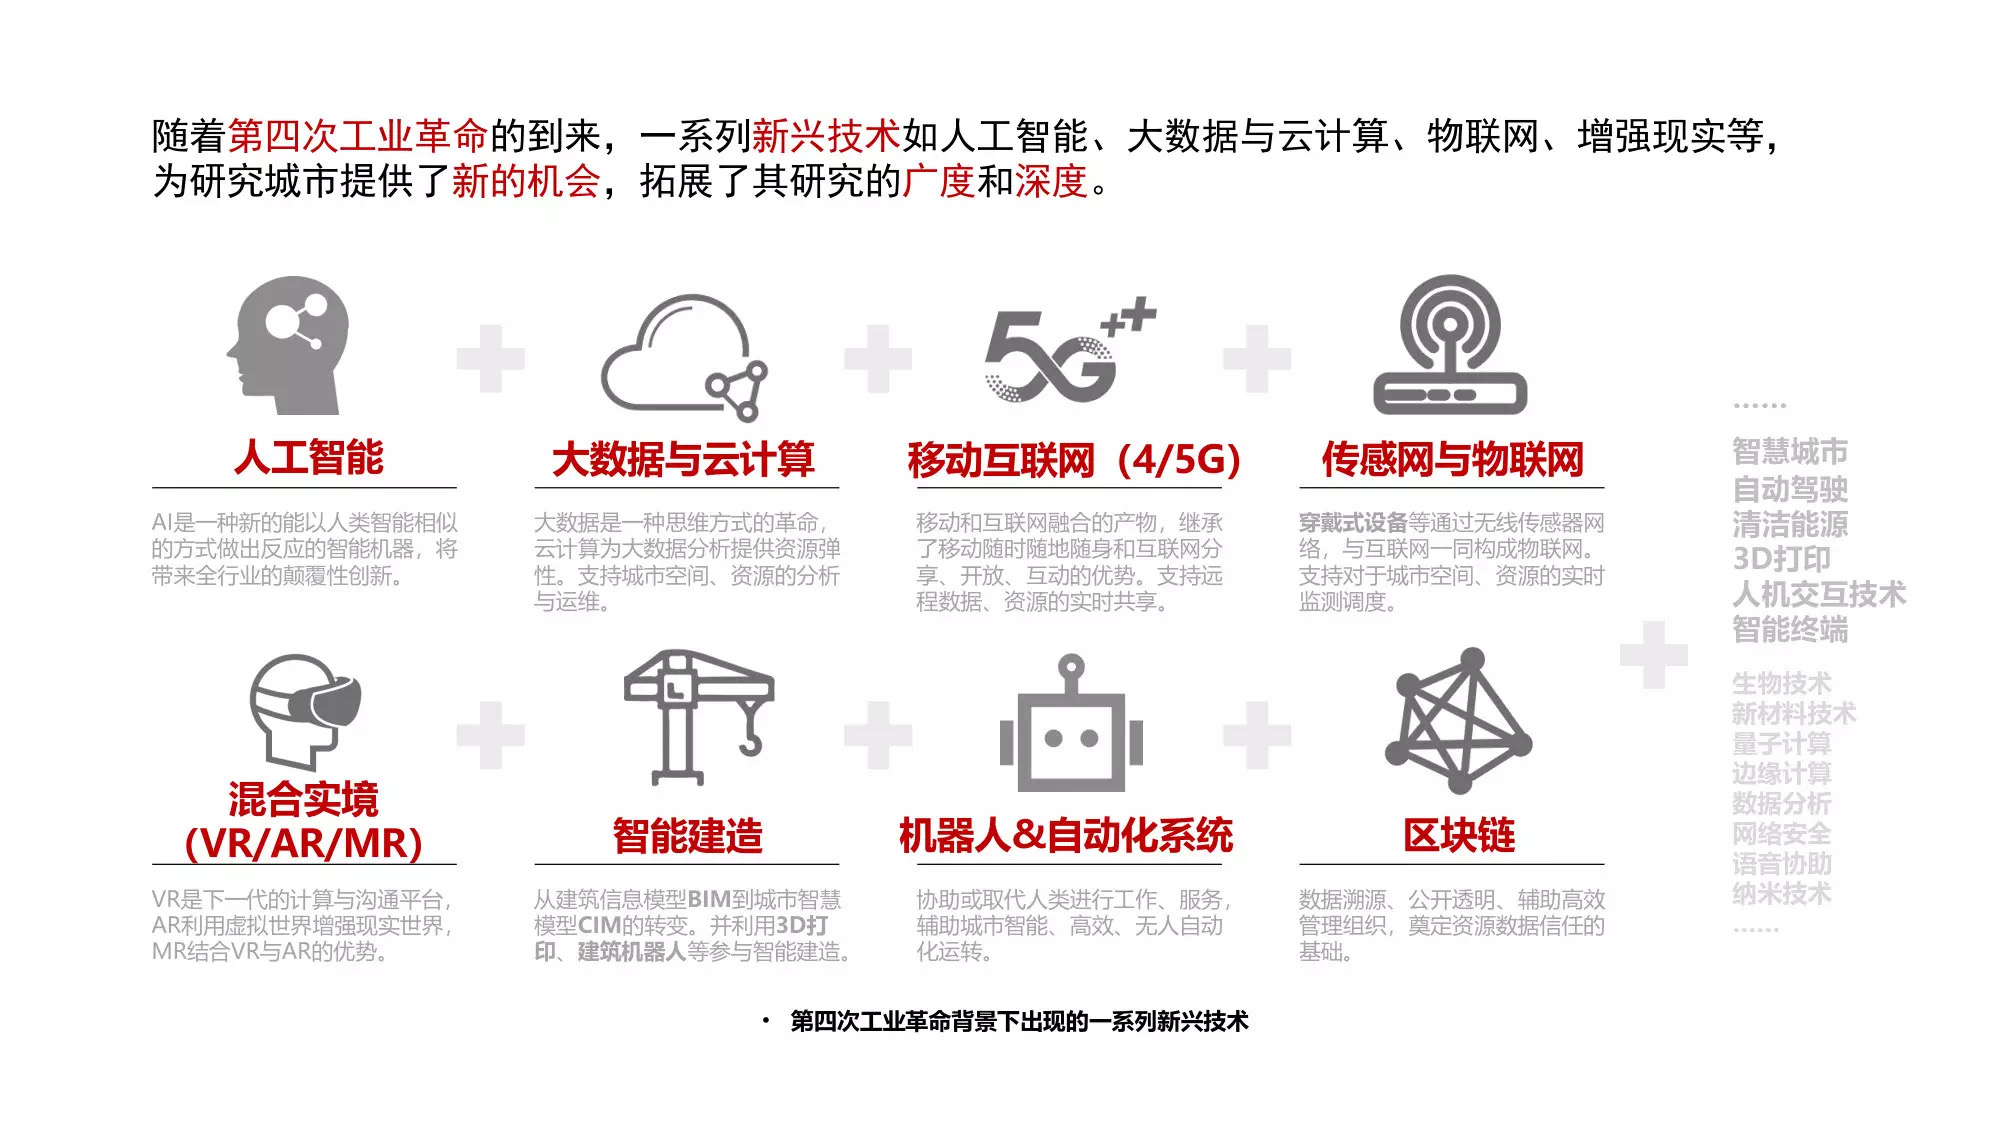 随着第四次工业革命的到来，一系列新兴技术如人工智能、大数据与云计算、物联网、增强现实等，
为研究城市提供了新的机会，拓展了其研究的广度和深度。
5G++
人工智能
AI是一种新的能以人类智能相似
的方式做出反应的智能机器，将
带来全行业的颠覆性创新。
大数据与云计算
大数据是一种思维方式的革命，
云计算为大数据分析提供资源弹
性。支持城市空间、资源的分析
与运维。
移动互联网（4/5G）
移动和互联网融合的产物，继承
了移动随时随地随身和互联网分
享、开放、互动的优势。支持远
程数据、资源的实时共享。
传感网与物联网
穿戴式设备等通过无线传感器网
络，与互联网一同构成物联网。
支持对于城市空间、资源的实时
监测调度。
混合实境
（VR/AR/MR）
VR是下一代的计算与沟通平台，
AR利用虚拟世界增强现实世界，
MR结合VR与AR的优势。
智能建造
从建筑信息模型BIM到城市智慧
模型CIM的转变。并利用3D打
印、建筑机器人等参与智能建造。
机器人&自动化系统
协助或取代人类进行工作、服务，
辅助城市智能、高效、无人自动
化运转。
区块链
数据溯源、公开透明、辅助高效
管理组织，奠定资源数据信任的
基础。
……
智慧城市
自动驾驶
清洁能源
3D打印
人机交互技术
智能终端
生物技术
新材料技术
量子计算
边缘计算
数据分析
网络安全
语音协助
纳米技术
……
• 第四次工业革命背景下出现的一系列新兴技术